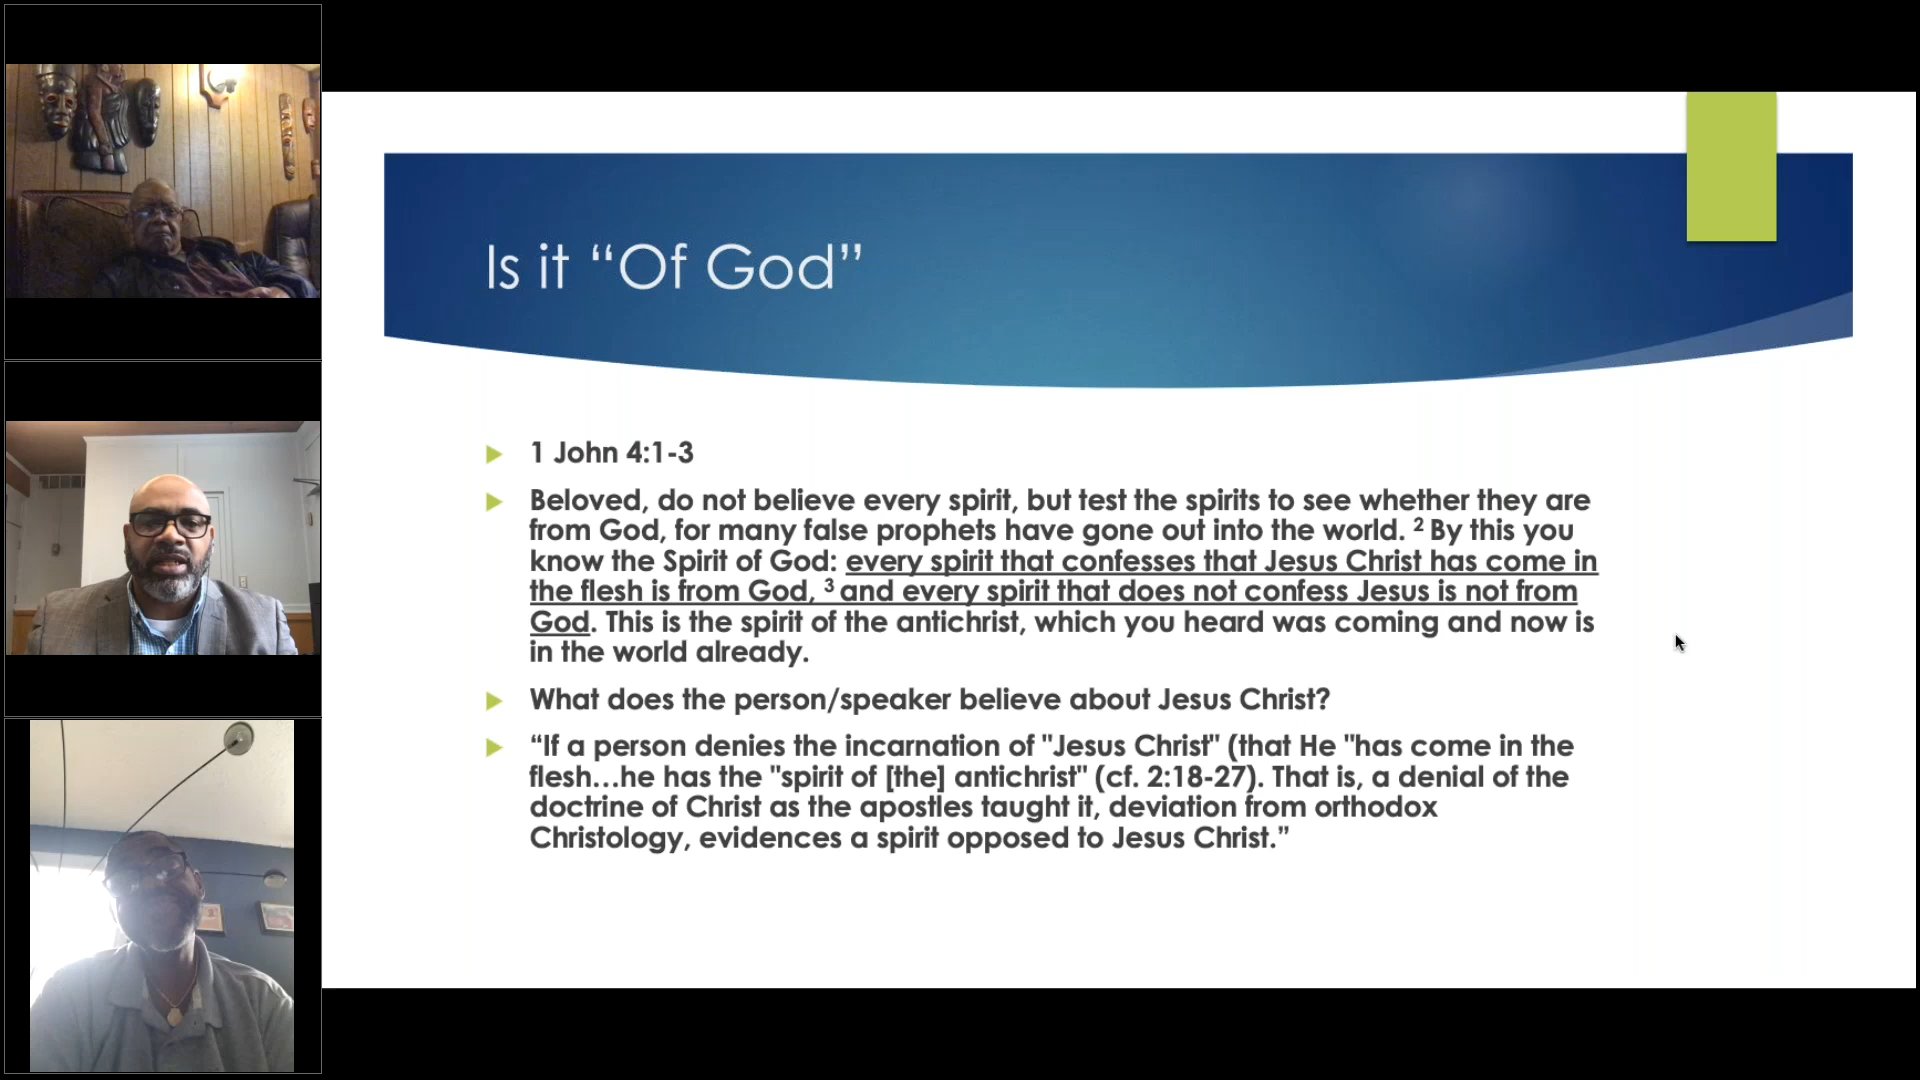 Is it “Of God”
1 John 4:1-3
Beloved, do not believe every spirit, but test the spirits to see whether they are
from God, for many false prophets have gone out into the world. ² By this you
know the Spirit of God: every spirit that confesses that Jesus Christ has come in
the flesh is from God, ³ and every spirit that does not confess Jesus is not from
God. This is the spirit of the antichrist, which you heard was coming and now is
in the world already.
What does the person/speaker believe about Jesus Christ?
“If a person denies the incarnation of "Jesus Christ" (that He "has come in the
flesh…he has the "spirit of [the] antichrist" (cf. 2:18-27). That is, a denial of the
doctrine of Christ as the apostles taught it, deviation from orthodox
Christology, evidences a spirit opposed to Jesus Christ.”